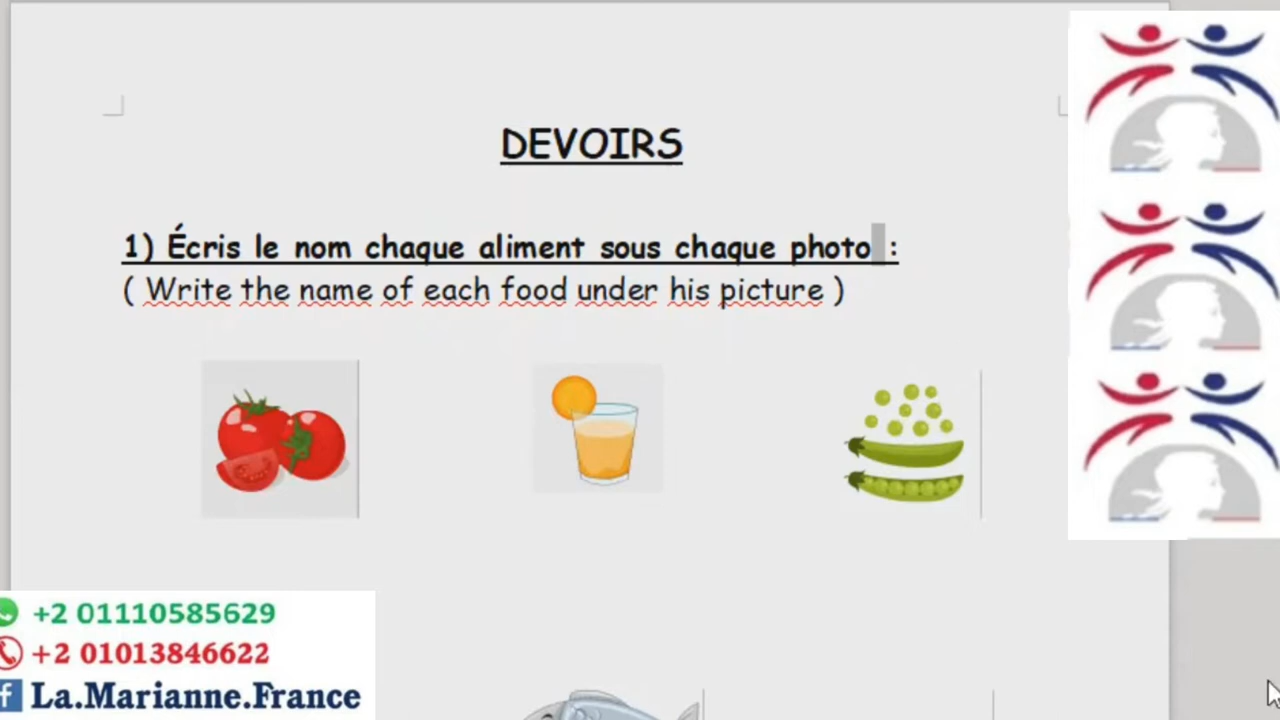 DEVOIRS
1) Écris le nom chaque aliment sous chaque photo :
( Write the name of each food under his picture )
+2 01110585629
+2 01013846622
La.Marianne.France